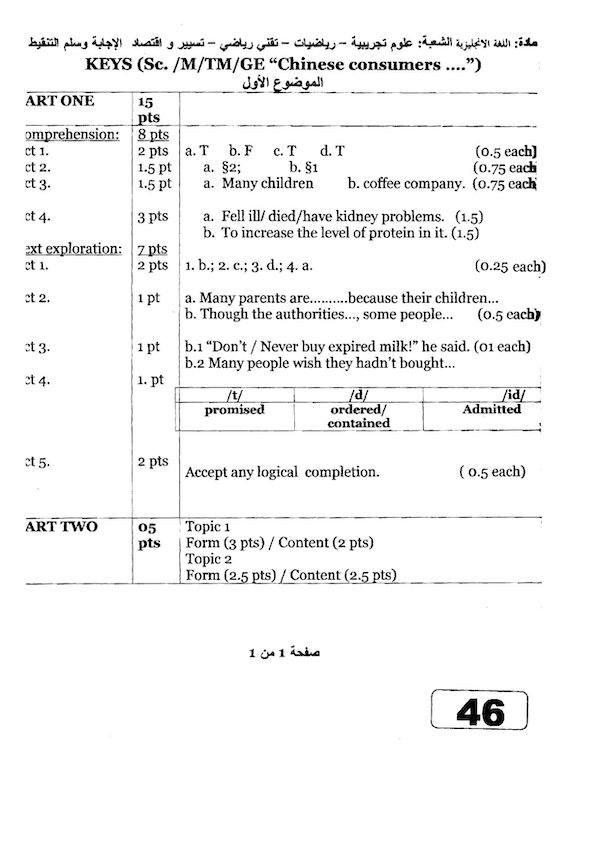 مادة: اللغة الانجليزية الشعبة: علوم تجريبية – رياضيات – تقني رياضي – تسيير و اقتصاد الإجابة وسلم التنقيط
KEYS (Sc. /M/TM/GE “Chinese consumers ....”)
الموضوع الأول
ART ONE 15 pts
omprehension: 8 pts
ct 1. 2 pts a. T b. F c. T d. T (0.5 each)
ct 2. 1.5 pt a. §2; b. §1 (0.75 each
ct 3. 1.5 pt a. Many children b. coffee company. (0.75 each
ct 4. 3 pts a. Fell ill/ died/have kidney problems. (1.5)
b. To increase the level of protein in it. (1.5)
ext exploration: 7 pts
ct 1. 2 pts 1. b.; 2. c.; 3. d.; 4. a. (0.25 each)
ct 2. 1 pt a. Many parents are..........because their children...
b. Though the authorities..., some people... (0.5 each)
ct 3. 1 pt b.1 “Don’t / Never buy expired milk!” he said. (01 each)
b.2 Many people wish they hadn’t bought...
ct 4. 1. pt
/t/ /d/ /id/
promised ordered/ contained Admitted
ct 5. 2 pts Accept any logical completion. ( 0.5 each)
ART TWO 05 pts Topic 1
Form (3 pts) / Content (2 pts)
Topic 2
Form (2.5 pts) / Content (2.5 pts)
صفحة 1 من 1
46